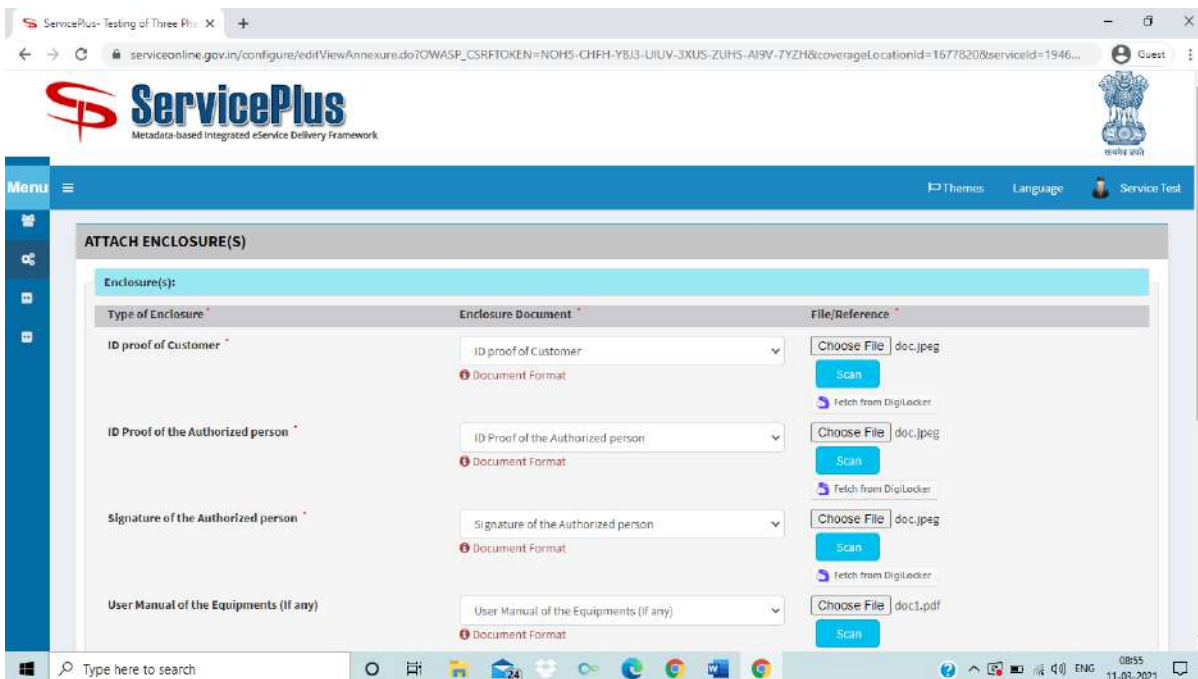 ServicePlus- Testing of Three Pha
serviceonline.gov.in/configure/editViewAnnexure.do?OWASP_CSRFTOKEN=NOH5-CHFH-YBJ3-UIUV-3XUS-ZUHS-AI9V-7YZH&coverageLocationId=1677820&serviceId=1946...
Guest
ServicePlus
Metadata-based Integrated eService Delivery Framework
सत्यमेव जयते
Menu
Themes Language Service Test
ATTACH ENCLOSURE(S)
Enclosure(s):
Type of Enclosure * Enclosure Document * File/Reference *
ID proof of Customer * ID proof of Customer Choose File doc.jpeg
Document Format Scan
Fetch from DigiLocker
ID Proof of the Authorized person * ID Proof of the Authorized person Choose File doc.jpeg
Document Format Scan
Fetch from DigiLocker
Signature of the Authorized person * Signature of the Authorized person Choose File doc.jpeg
Document Format Scan
Fetch from DigiLocker
User Manual of the Equipments (If any) User Manual of the Equipments (If any) Choose File doc1.pdf
Document Format Scan
Type here to search 24 ENG 08:55
11-03-2021